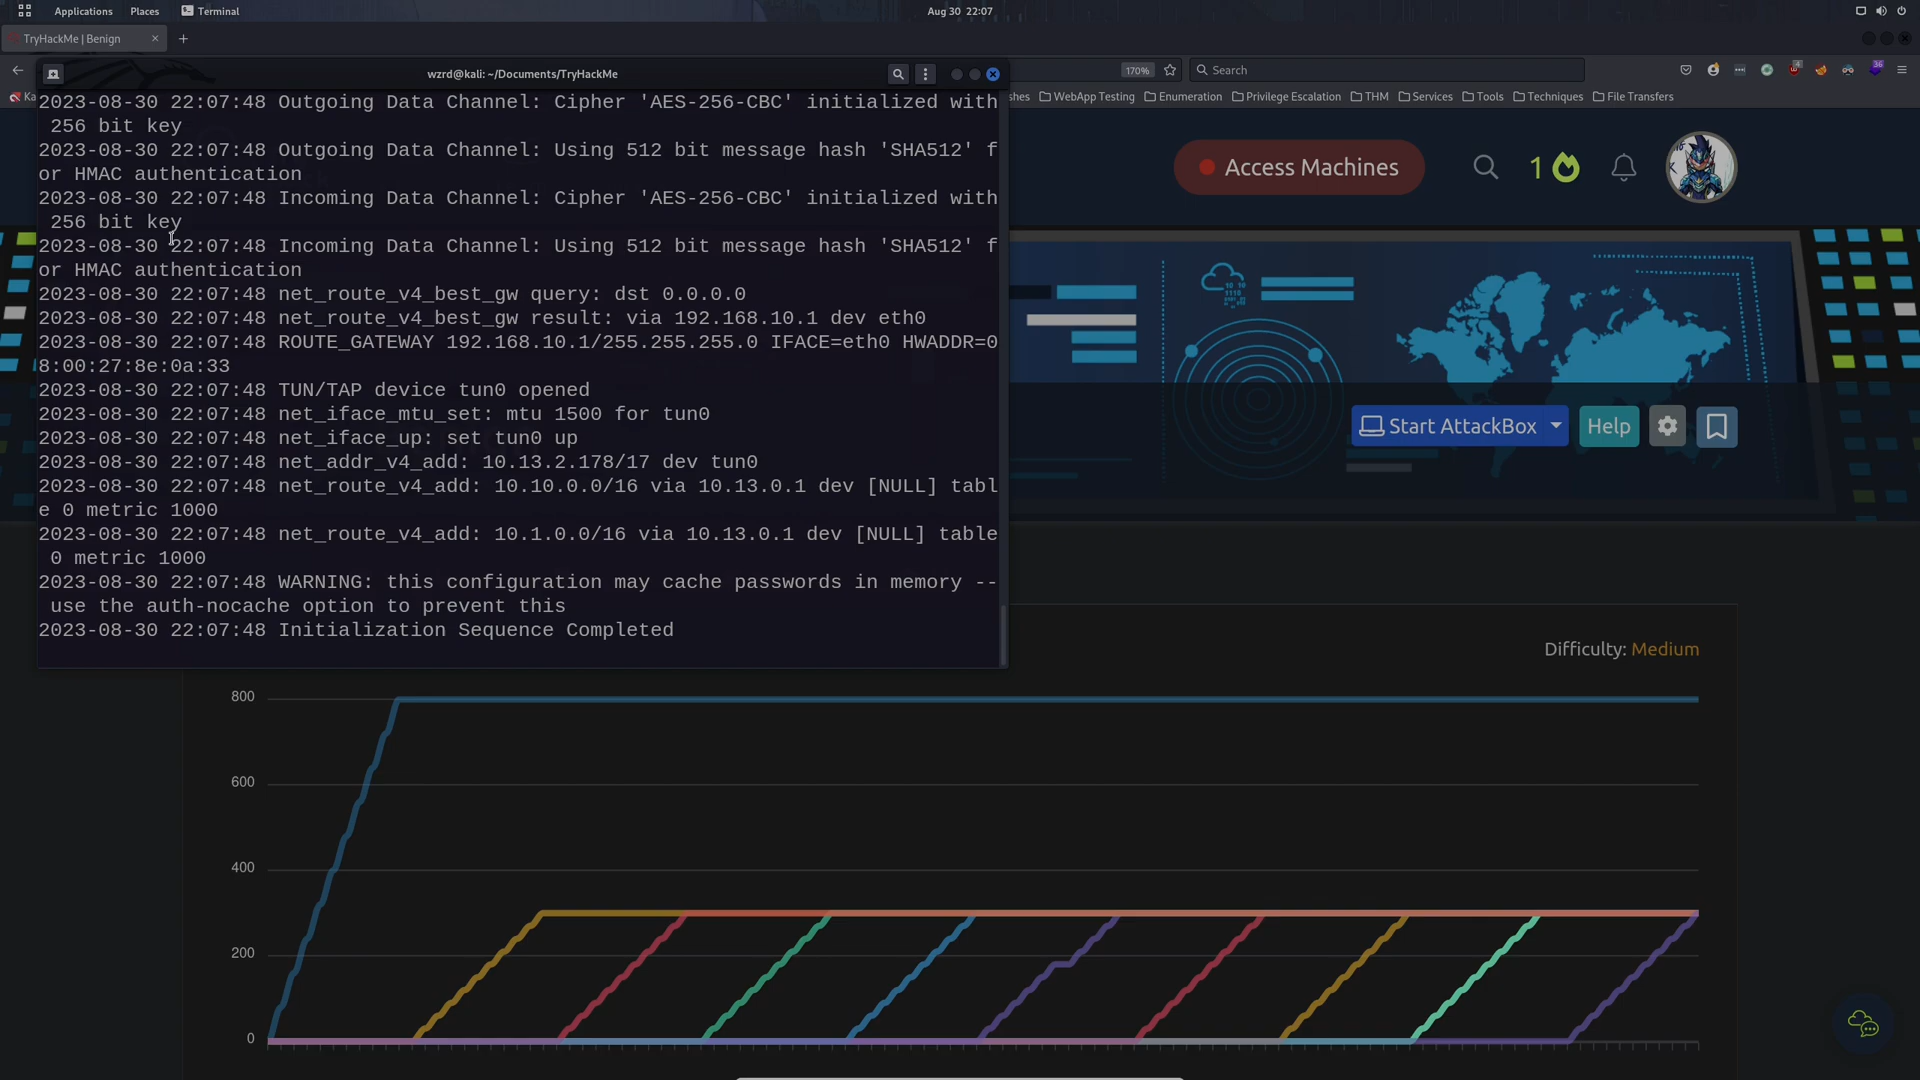 Applications
Places
Terminal
Aug 30 22:07
TryHackMe | Benign
wzrd@kali: ~/Documents/TryHackMe
170%
Search
4
36
Ka
shes
WebApp Testing
Enumeration
Privilege Escalation
THM
Services
Tools
Techniques
File Transfers
2023-08-30 22:07:48 Outgoing Data Channel: Cipher 'AES-256-CBC' initialized with
256 bit key
2023-08-30 22:07:48 Outgoing Data Channel: Using 512 bit message hash 'SHA512' f
or HMAC authentication
2023-08-30 22:07:48 Incoming Data Channel: Cipher 'AES-256-CBC' initialized with
256 bit key
2023-08-30 22:07:48 Incoming Data Channel: Using 512 bit message hash 'SHA512' f
or HMAC authentication
2023-08-30 22:07:48 net_route_v4_best_gw query: dst 0.0.0.0
2023-08-30 22:07:48 net_route_v4_best_gw result: via 192.168.10.1 dev eth0
2023-08-30 22:07:48 ROUTE_GATEWAY 192.168.10.1/255.255.255.0 IFACE=eth0 HWADDR=0
8:00:27:8e:0a:33
2023-08-30 22:07:48 TUN/TAP device tun0 opened
2023-08-30 22:07:48 net_iface_mtu_set: mtu 1500 for tun0
2023-08-30 22:07:48 net_iface_up: set tun0 up
2023-08-30 22:07:48 net_addr_v4_add: 10.13.2.178/17 dev tun0
2023-08-30 22:07:48 net_route_v4_add: 10.10.0.0/16 via 10.13.0.1 dev [NULL] tabl
e 0 metric 1000
2023-08-30 22:07:48 net_route_v4_add: 10.1.0.0/16 via 10.13.0.1 dev [NULL] table
0 metric 1000
2023-08-30 22:07:48 WARNING: this configuration may cache passwords in memory --
use the auth-nocache option to prevent this
2023-08-30 22:07:48 Initialization Sequence Completed
Access Machines
1
10 10
1110
Start AttackBox
Help
Difficulty: Medium
800
600
400
200
0